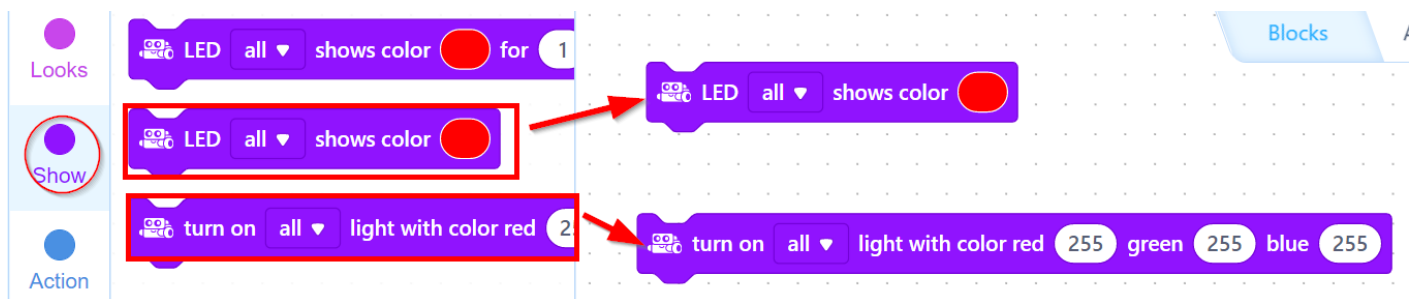 Looks
Show
Action
LED all ▼ shows color for 1
LED all ▼ shows color
turn on all ▼ light with color red
Blocks
LED all ▼ shows color
turn on all ▼ light with color red 255 green 255 blue 255